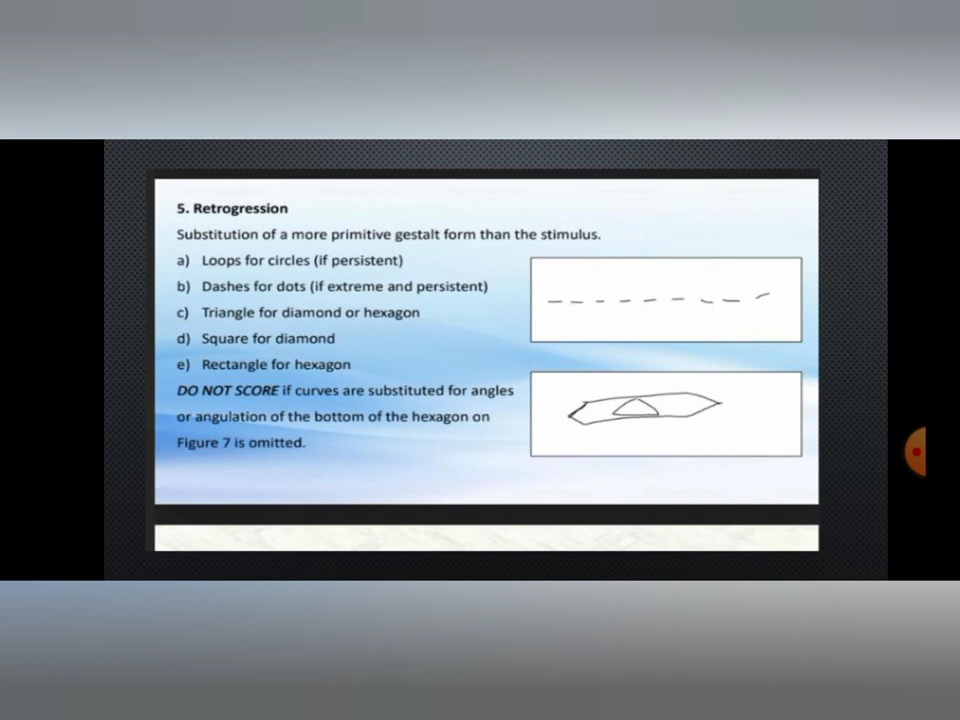 5. Retrogression
Substitution of a more primitive gestalt form than the stimulus.
a) Loops for circles (if persistent)
b) Dashes for dots (if extreme and persistent)
c) Triangle for diamond or hexagon
d) Square for diamond
e) Rectangle for hexagon
DO NOT SCORE if curves are substituted for angles
or angulation of the bottom of the hexagon on
Figure 7 is omitted.